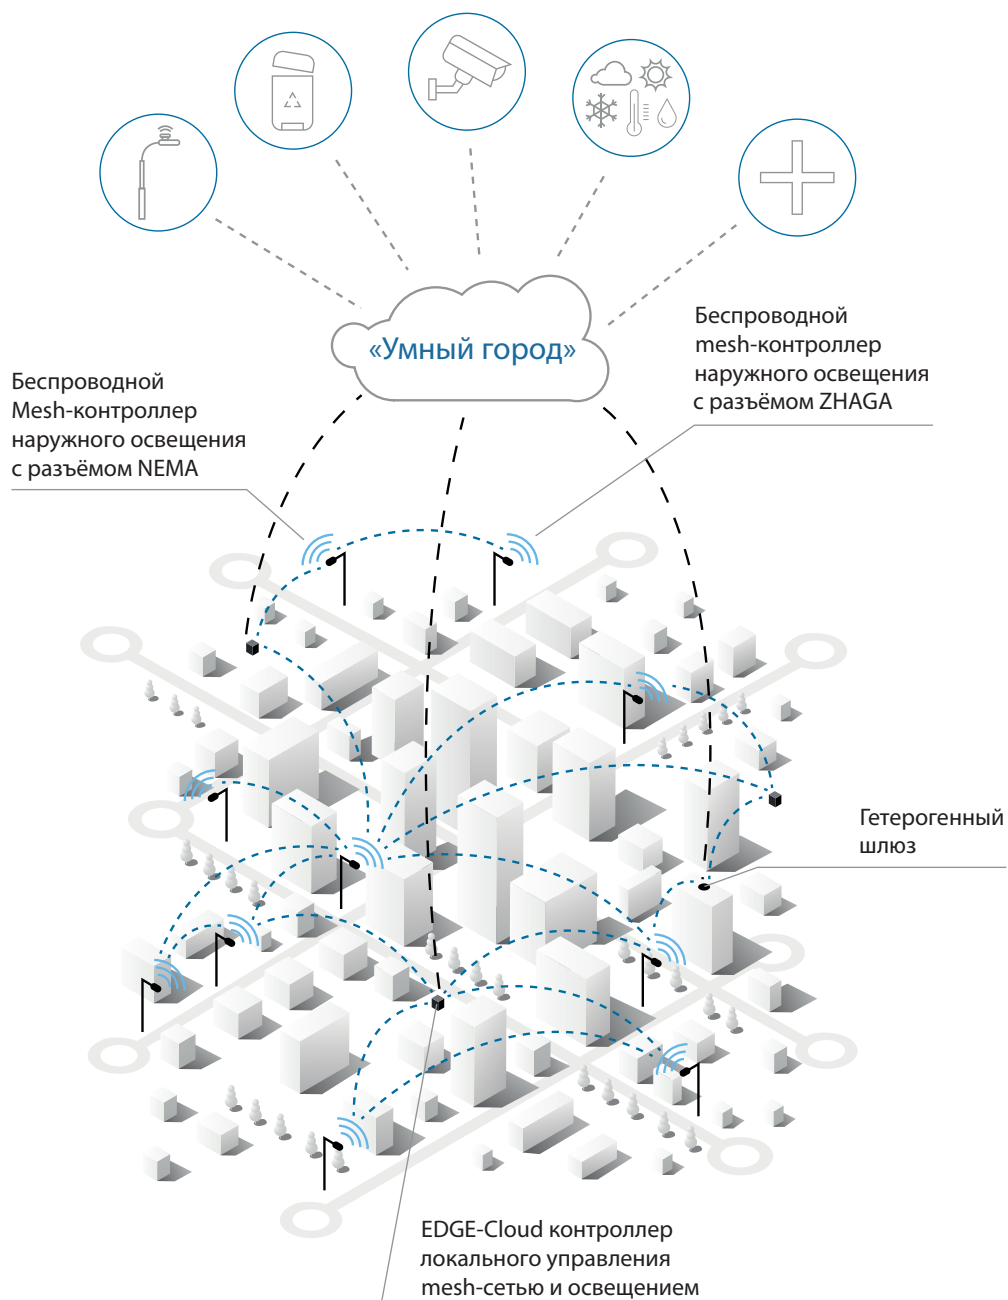 «Умный город»
Беспроводной
mesh-контроллер
наружного освещения
с разъёмом ZHAGA
Беспроводной
Mesh-контроллер
наружного освещения
с разъёмом NEMA
Гетерогенный
шлюз
EDGE-Cloud контроллер
локального управления
mesh-сетью и освещением